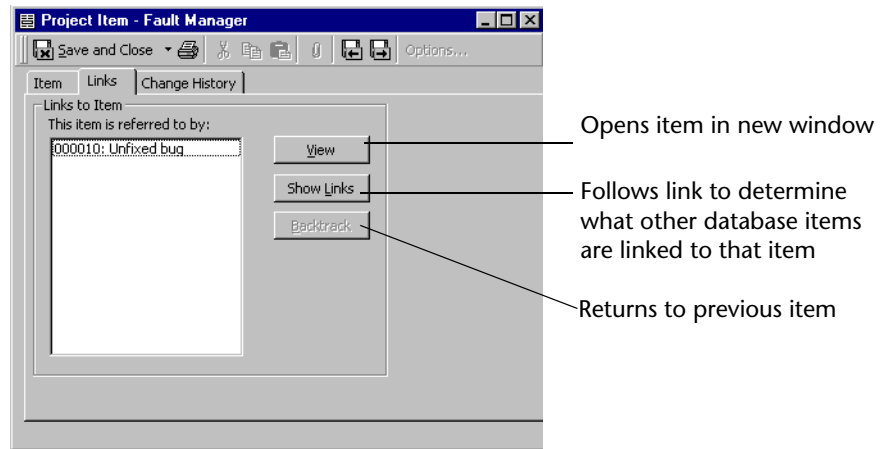 Project Item - Fault Manager
Save and Close
Options...
Item Links Change History
Links to Item
This item is referred to by:
000010: Unfixed bug
View
Show Links
Backtrack
Opens item in new window
Follows link to determine
what other database items
are linked to that item
Returns to previous item